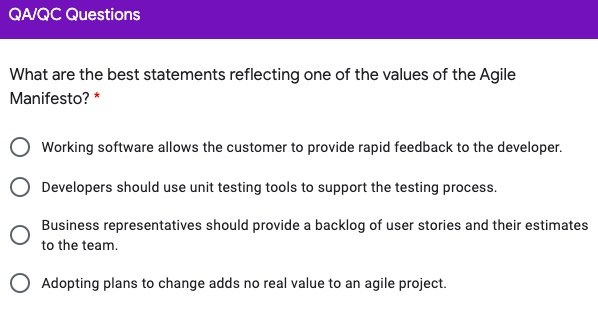 QA/QC Questions
What are the best statements reflecting one of the values of the Agile
Manifesto? *
Working software allows the customer to provide rapid feedback to the developer.
Developers should use unit testing tools to support the testing process.
Business representatives should provide a backlog of user stories and their estimates
to the team.
Adopting plans to change adds no real value to an agile project.